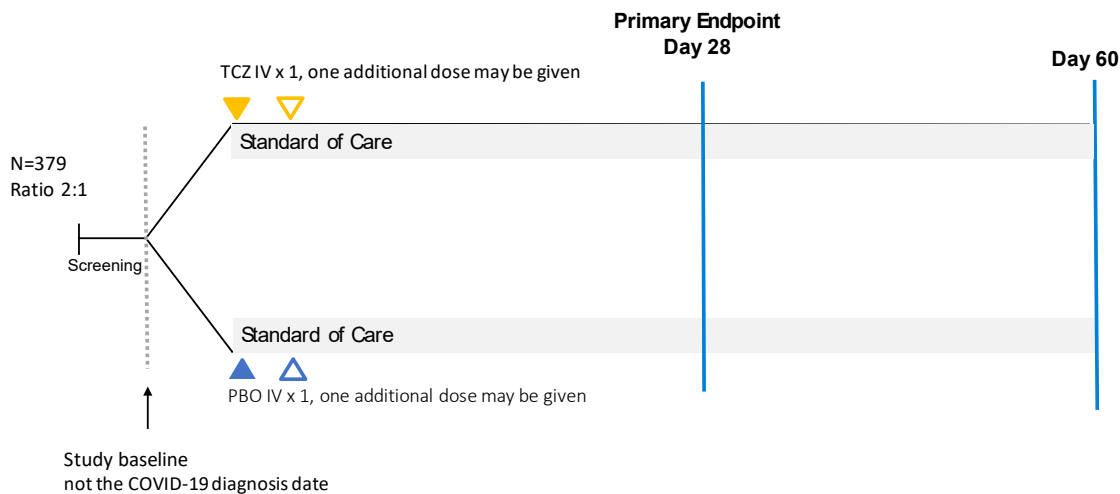 Primary Endpoint
Day 28
Day 60
TCZ IV x 1, one additional dose may be given
Standard of Care
N=379
Ratio 2:1
Screening
Standard of Care
PBO IV x 1, one additional dose may be given
Study baseline
not the COVID-19 diagnosis date